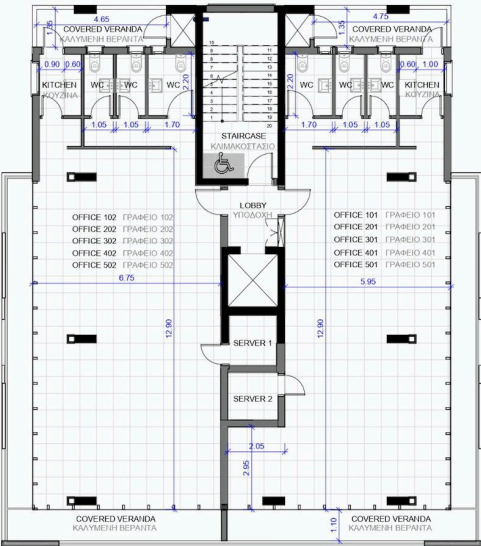 4.65
4.75
1.05
1.35
COVERED VERANDA
ΚΑΛΥΜΕΝΗ ΒΕΡΑΝΤΑ
COVERED VERANDA
ΚΑΛΥΜΕΝΗ ΒΕΡΑΝΤΑ
0.90 0.60
0.60 1.00
2.20
2.20
KITCHEN
ΚΟΥΖΙΝΑ
WC
WC
WC
WC
WC
WC
KITCHEN
ΚΟΥΖΙΝΑ
1.05 1.05 1.70
1.70 1.05 1.05
STAIRCASE
ΚΛΙΜΑΚΟΣΤΑΣΙΟ
LOBBY
ΥΠΟΔΟΧΗ
OFFICE 102 ΓΡΑΦΕΙΟ 102
OFFICE 202 ΓΡΑΦΕΙΟ 202
OFFICE 302 ΓΡΑΦΕΙΟ 302
OFFICE 402 ΓΡΑΦΕΙΟ 402
OFFICE 502 ΓΡΑΦΕΙΟ 502
OFFICE 101 ΓΡΑΦΕΙΟ 101
OFFICE 201 ΓΡΑΦΕΙΟ 201
OFFICE 301 ΓΡΑΦΕΙΟ 301
OFFICE 401 ΓΡΑΦΕΙΟ 401
OFFICE 501 ΓΡΑΦΕΙΟ 501
6.75
5.95
12.90
12.90
SERVER 1
SERVER 2
2.05
2.95
COVERED VERANDA
ΚΑΛΥΜΕΝΗ ΒΕΡΑΝΤΑ
1.10
COVERED VERANDA
ΚΑΛΥΜΕΝΗ ΒΕΡΑΝΤΑ